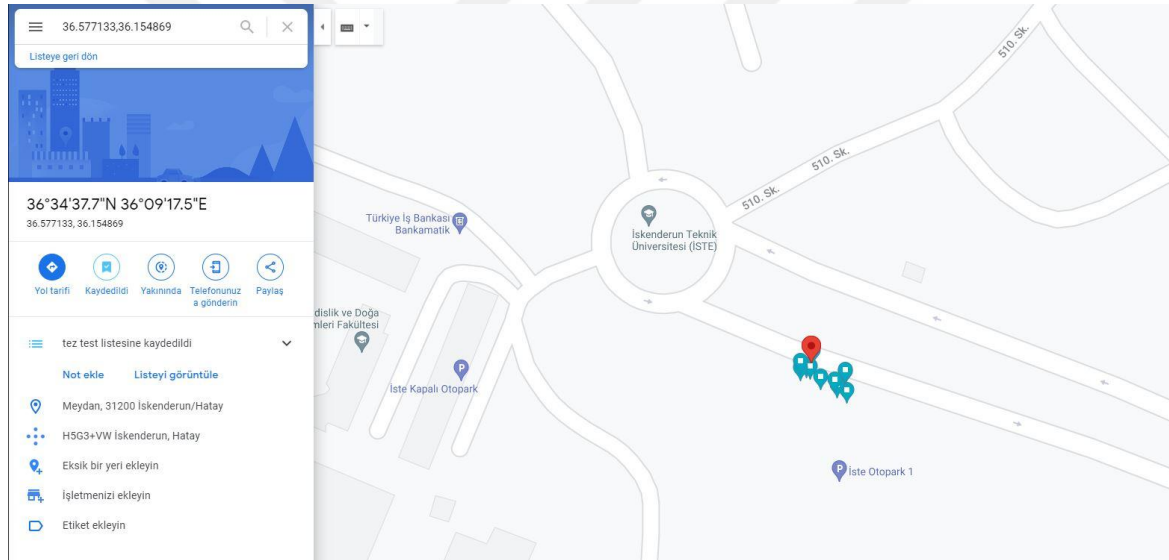 36.577133,36.154869
Listeye geri dön
36°34'37.7"N 36°09'17.5"E
36.577133, 36.154869
Yol tarifi
Kaydedildi
Yakınında
Telefonunuz
a gönderin
Paylaş
tez test listesine kaydedildi
Not ekle
Listeyi görüntüle
Meydan, 31200 İskenderun/Hatay
H5G3+VW İskenderun, Hatay
Eksik bir yeri ekleyin
İşletmenizi ekleyin
Etiket ekleyin
510. Sk.
510. Sk.
510. Sk.
Türkiye İş Bankası
Bankamatik
İskenderun Teknik
Üniversitesi (İSTE)
dislik ve Doğa
mleri Fakültesi
P
İste Kapalı Otopark
P
İste Otopark 1